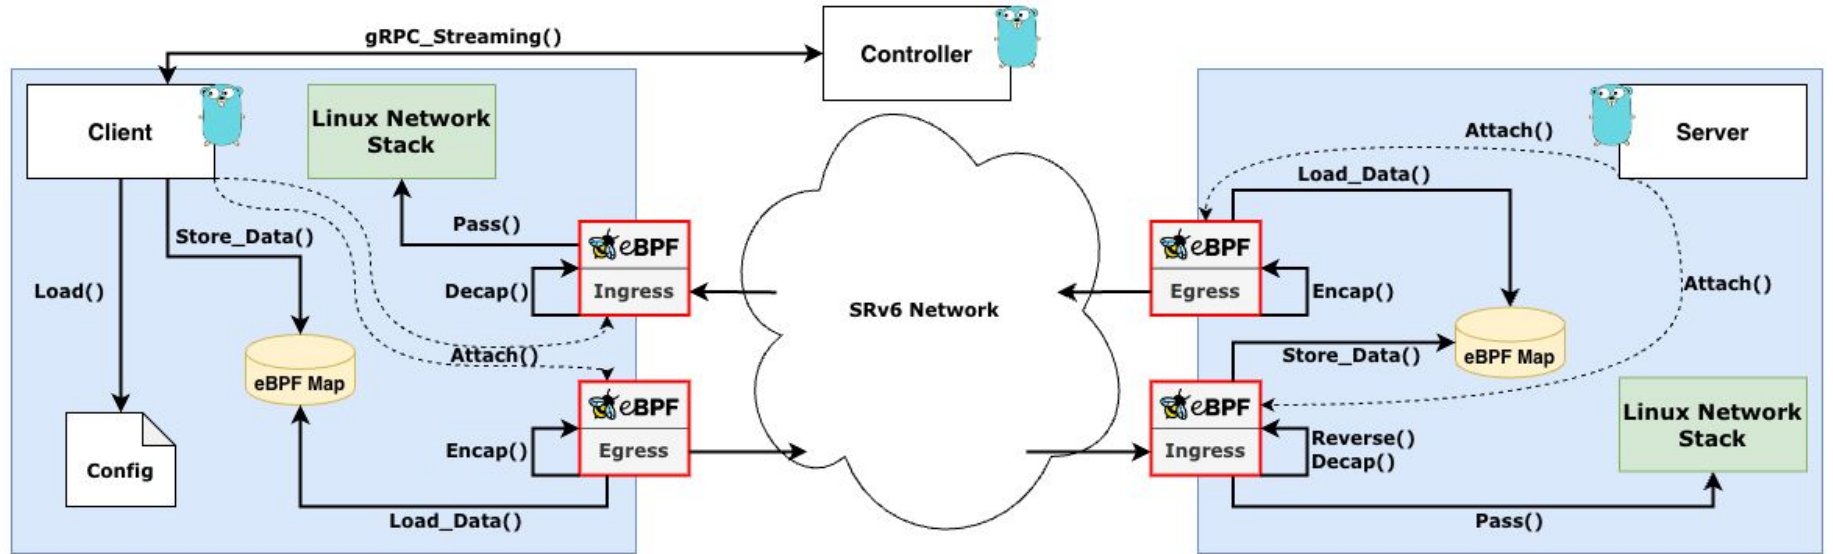 gRPC_Streaming()
Controller
Client
Linux Network
Stack
Attach()
Server
Load_Data()
Pass()
Store_Data()
eBPF
Ingress
Decap()
Load()
SRv6 Network
eBPF
Egress
Encap()
Attach()
eBPF Map
Attach()
eBPF Map
Store_Data()
eBPF
Egress
Encap()
Load_Data()
Config
eBPF
Ingress
Reverse()
Decap()
Linux Network
Stack
Pass()